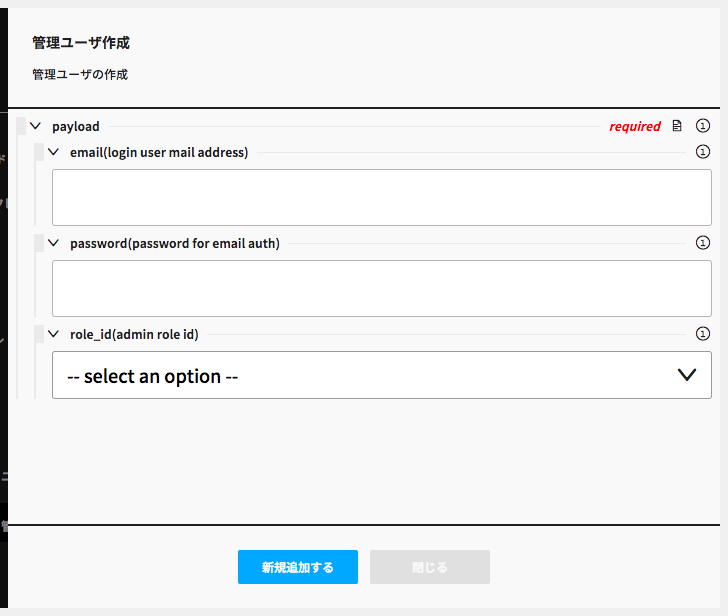 管理ユーザ作成
管理ユーザの作成
payload
required
email(login user mail address)
password(password for email auth)
role_id(admin role id)
-- select an option --
新規追加する
閉じる